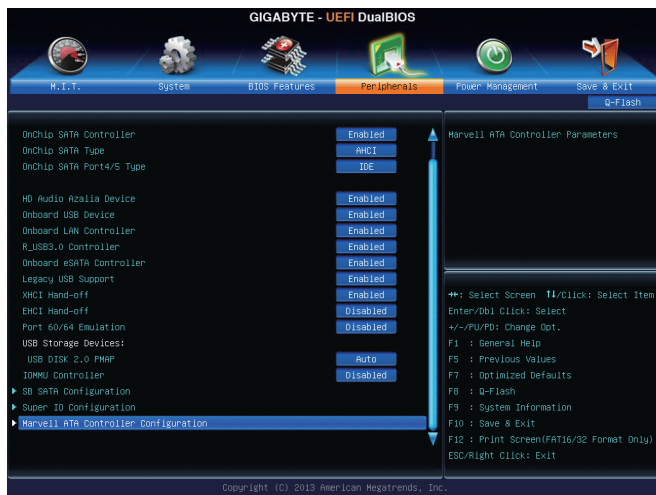 GIGABYTE - UEFI DualBIOS
M.I.T. System BIOS Features Peripherals Power Management Save & Exit
Q-Flash
OnChip SATA Controller Enabled
OnChip SATA Type AHCI
OnChip SATA Port4/5 Type IDE
HD Audio Azalia Device Enabled
Onboard USB Device Enabled
Onboard LAN Controller Enabled
R_USB3.0 Controller Enabled
Onboard eSATA Controller Enabled
Legacy USB Support Enabled
XHCI Hand-off Enabled
EHCI Hand-off Disabled
Port 60/64 Emulation Disabled
USB Storage Devices:
USB DISK 2.0 PMAP Auto
IOMMU Controller Disabled
SB SATA Configuration
Super IO Configuration
Marvell ATA Controller Configuration
Marvell ATA Controller Parameters
→←: Select Screen ↑↓/Click: Select Item
Enter/Dbl Click: Select
+/-/PU/PD: Change Opt.
F1 : General Help
F5 : Previous Values
F7 : Optimized Defaults
F8 : Q-Flash
F9 : System Information
F10 : Save & Exit
F12 : Print Screen(FAT16/32 Format Only)
ESC/Right Click: Exit
Copyright (C) 2013 American Megatrends, Inc.